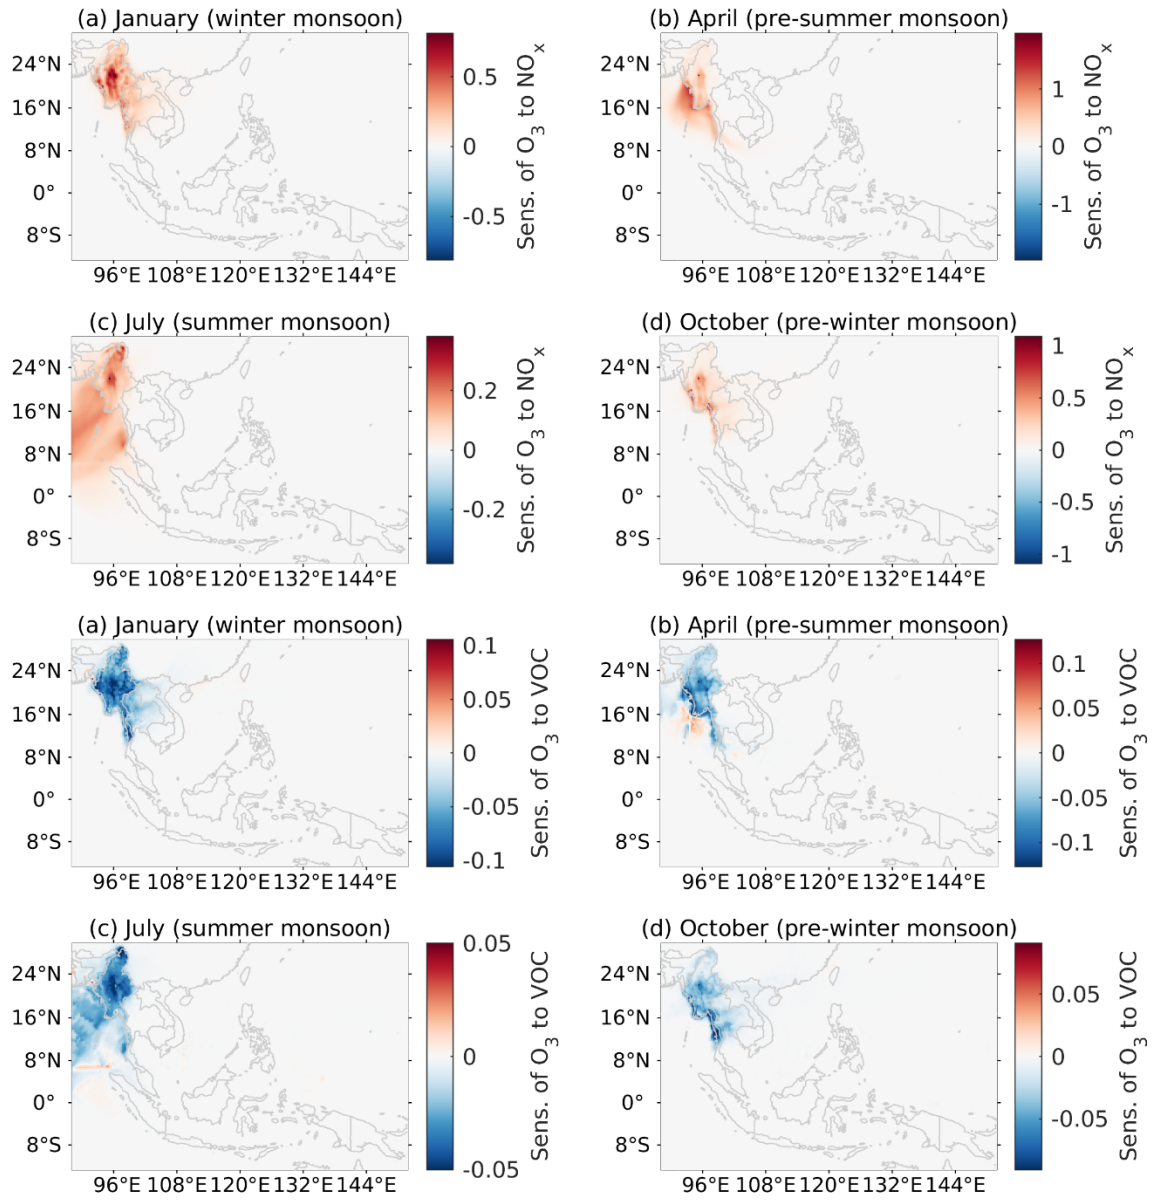 (a) January (winter monsoon)
24°N
16°N
8°N
0°
8°S
96°E 108°E 120°E 132°E 144°E
0.5
0
-0.5
Sens. of O₃ to NOₓ
(b) April (pre-summer monsoon)
24°N
16°N
8°N
0°
8°S
96°E 108°E 120°E 132°E 144°E
1
0
-1
Sens. of O₃ to NOₓ
(c) July (summer monsoon)
24°N
16°N
8°N
0°
8°S
96°E 108°E 120°E 132°E 144°E
0.2
0
-0.2
Sens. of O₃ to NOₓ
(d) October (pre-winter monsoon)
24°N
16°N
8°N
0°
8°S
96°E 108°E 120°E 132°E 144°E
1
0.5
0
-0.5
-1
Sens. of O₃ to NOₓ
(a) January (winter monsoon)
24°N
16°N
8°N
0°
8°S
96°E 108°E 120°E 132°E 144°E
0.1
0.05
0
-0.05
-0.1
Sens. of O₃ to VOC
(b) April (pre-summer monsoon)
24°N
16°N
8°N
0°
8°S
96°E 108°E 120°E 132°E 144°E
0.1
0.05
0
-0.05
-0.1
Sens. of O₃ to VOC
(c) July (summer monsoon)
24°N
16°N
8°N
0°
8°S
96°E 108°E 120°E 132°E 144°E
0.05
0
-0.05
Sens. of O₃ to VOC
(d) October (pre-winter monsoon)
24°N
16°N
8°N
0°
8°S
96°E 108°E 120°E 132°E 144°E
0.05
0
-0.05
Sens. of O₃ to VOC